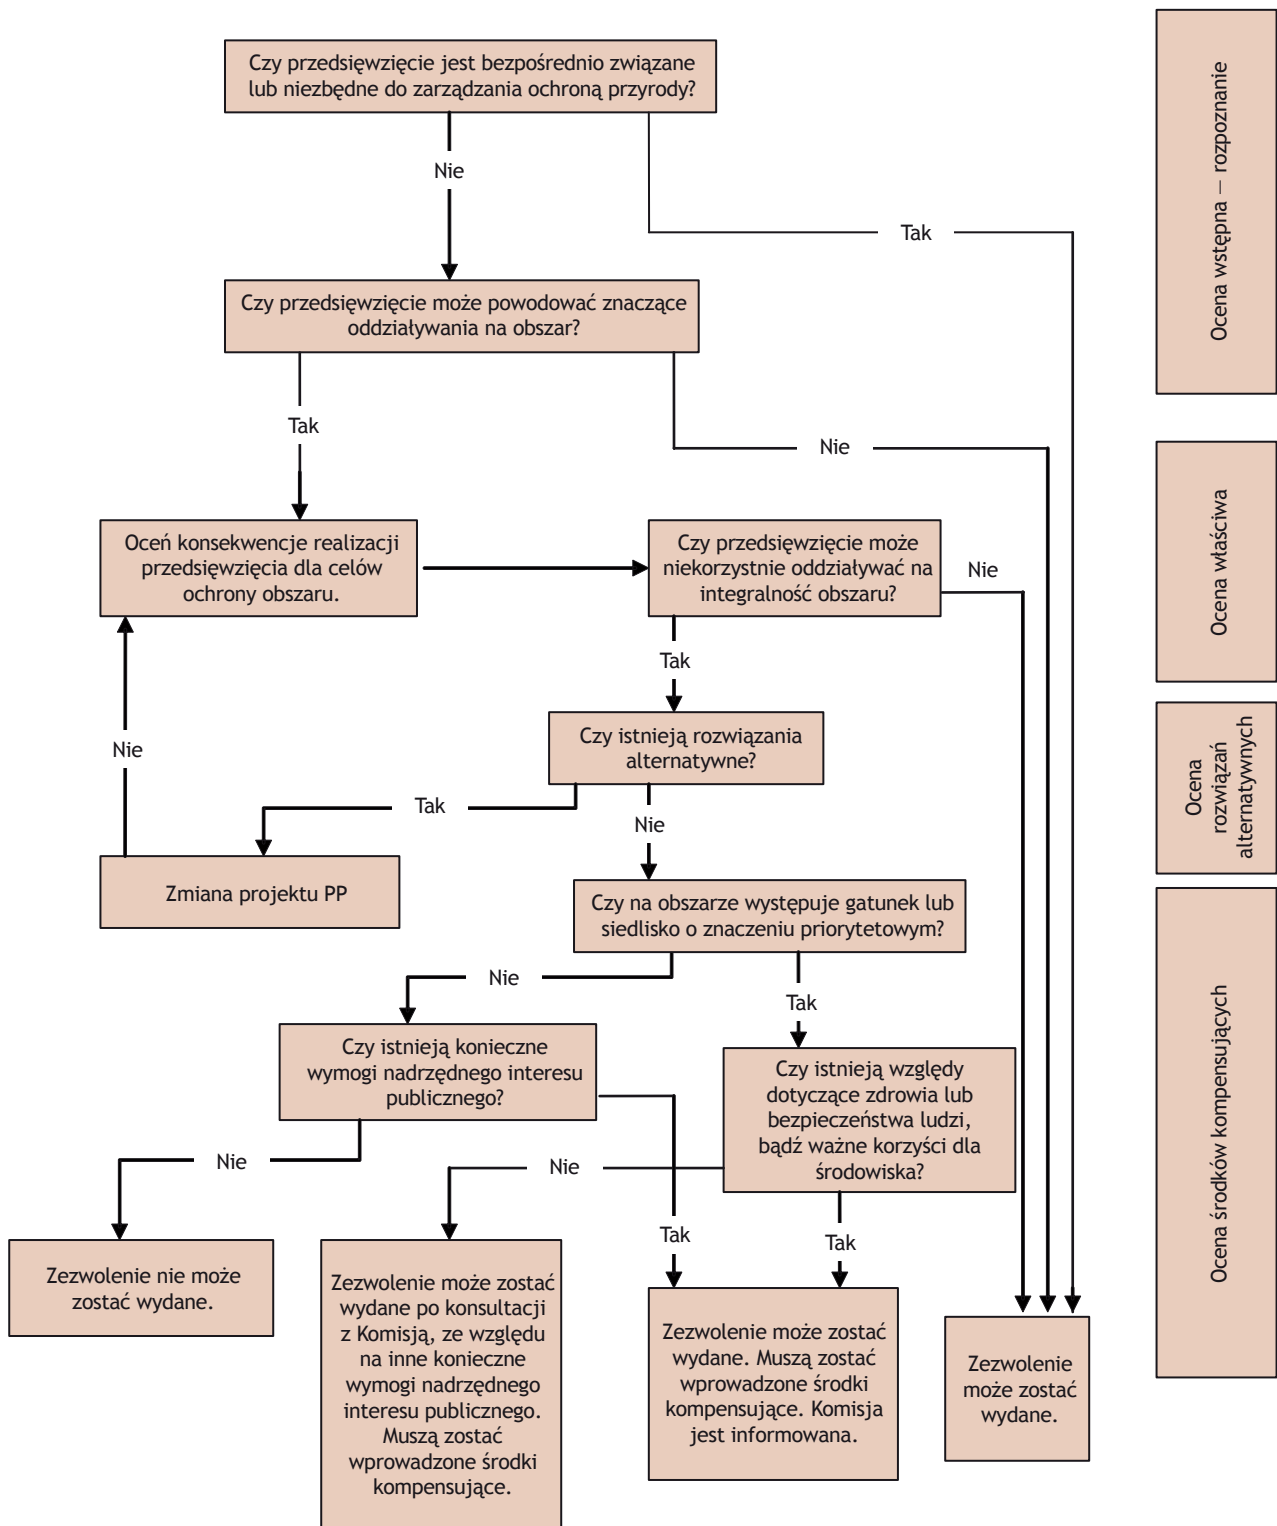 Czy przedsięwzięcie jest bezpośrednio związane
lub niezbędne do zarządzania ochroną przyrody?
Nie
Tak
Czy przedsięwzięcie może powodować znaczące
oddziaływania na obszar?
Tak
Nie
Oceń konsekwencje realizacji
przedsięwzięcia dla celów
ochrony obszaru.
Czy przedsięwzięcie może
niekorzystnie oddziaływać na
integralność obszaru?
Nie
Tak
Czy istnieją rozwiązania
alternatywne?
Nie
Tak
Nie
Zmiana projektu PP
Czy na obszarze występuje gatunek lub
siedlisko o znaczeniu priorytetowym?
Nie
Tak
Czy istnieją konieczne
wymogi nadrzędnego interesu
publicznego?
Czy istnieją względy
dotyczące zdrowia lub
bezpieczeństwa ludzi,
bądź ważne korzyści dla
środowiska?
Nie
Nie
Tak
Tak
Zezwolenie nie może
zostać wydane.
Zezwolenie może zostać
wydane po konsultacji
z Komisją, ze względu
na inne konieczne
wymogi nadrzędnego
interesu publicznego.
Muszą zostać
wprowadzone środki
kompensujące.
Zezwolenie może zostać
wydane. Muszą zostać
wprowadzone środki
kompensujące. Komisja
jest informowana.
Zezwolenie
może zostać
wydane.
Ocena wstępna — rozpoznanie
Ocena właściwa
Ocena
rozwiązań
alternatywnych
Ocena środków kompensujących